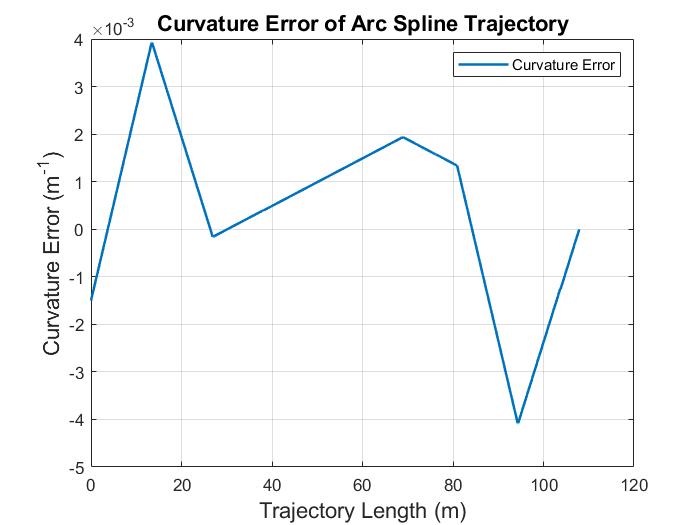 Curvature Error of Arc Spline Trajectory
×10⁻³
Curvature Error
4
3
2
1
0
-1
-2
-3
-4
-5
Curvature Error (m⁻¹)
0 20 40 60 80 100 120
Trajectory Length (m)